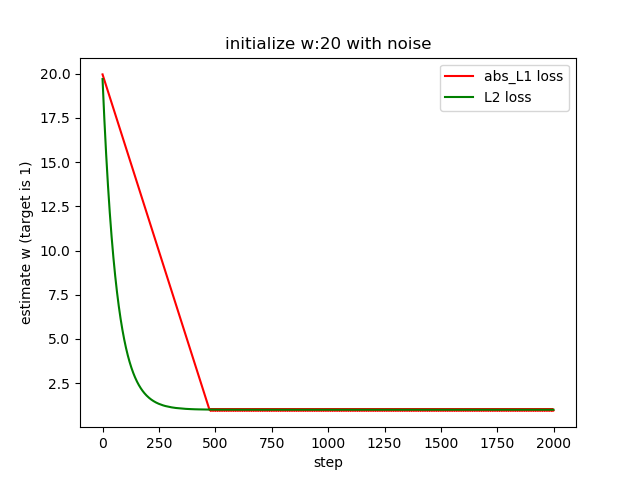 initialize w:20 with noise
abs_L1 loss
L2 loss
estimate w (target is 1)
20.0
17.5
15.0
12.5
10.0
7.5
5.0
2.5
0 250 500 750 1000 1250 1500 1750 2000
step